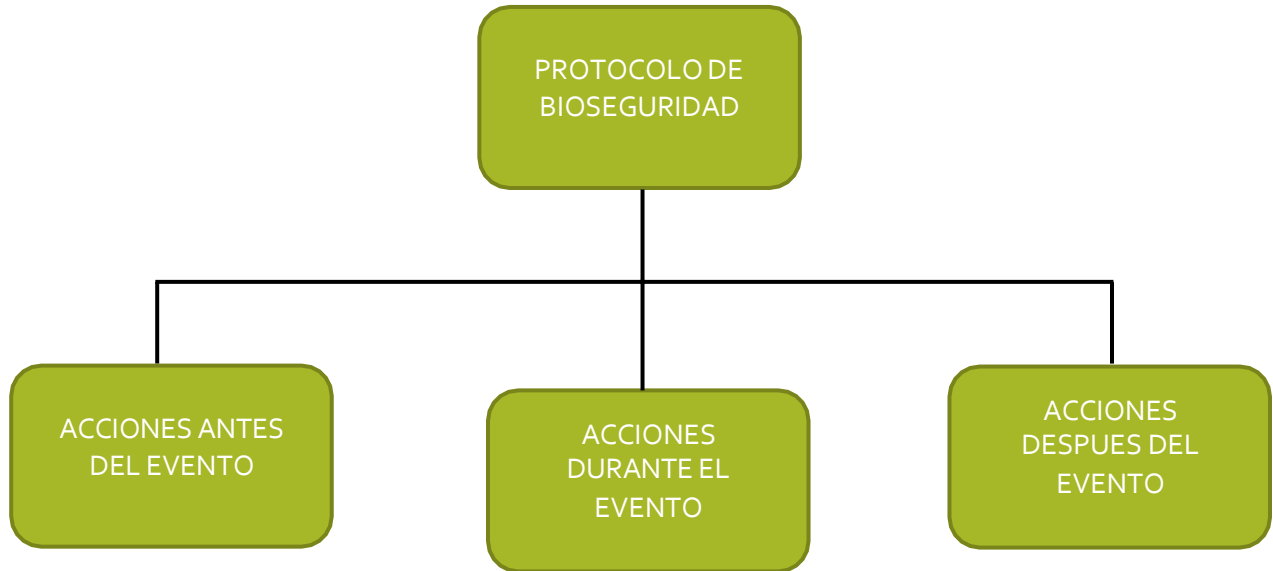 PROTOCOLO DE
BIOSEGURIDAD
ACCIONES ANTES
DEL EVENTO
ACCIONES
DURANTE EL
EVENTO
ACCIONES
DESPUES DEL
EVENTO